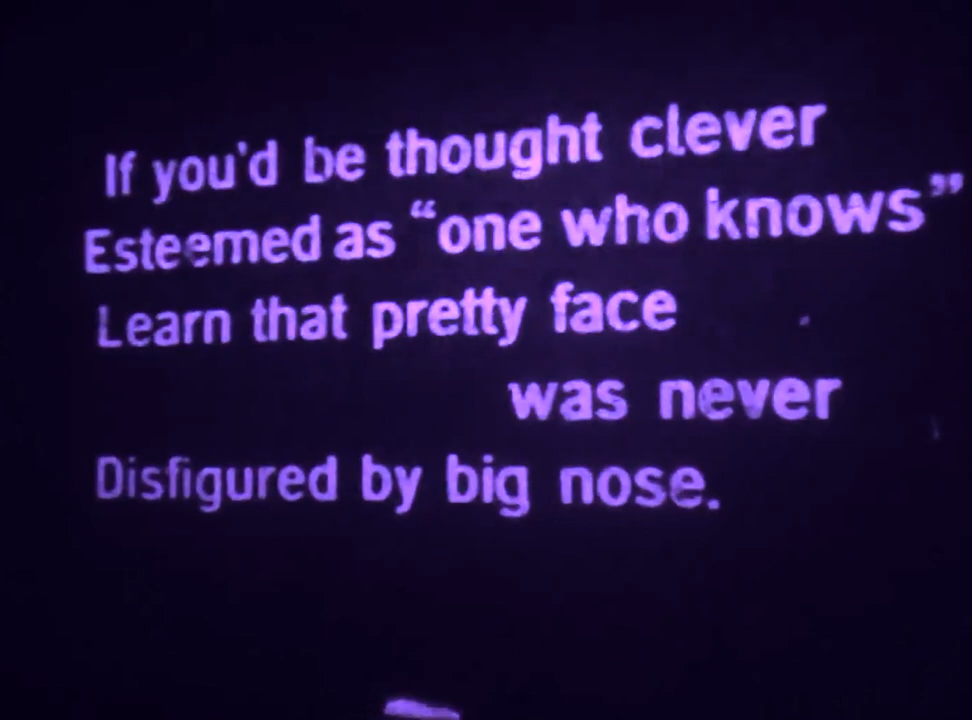 If you'd be thought clever
Esteemed as “one who knows”
Learn that pretty face
was never
Disfigured by big nose.